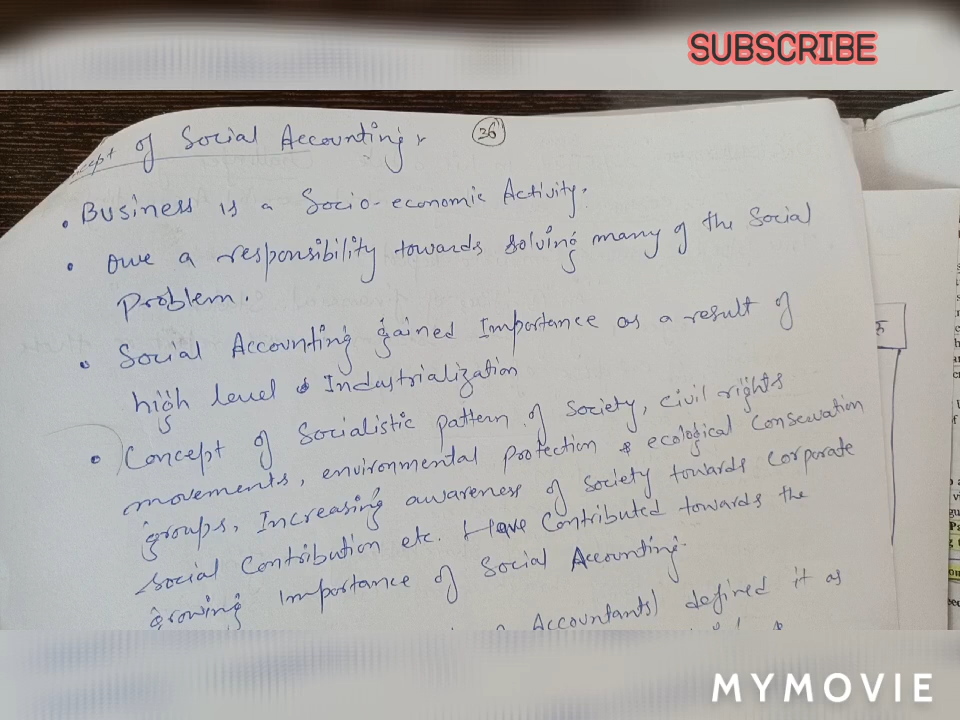 SUBSCRIBE
cept of Social Accounting:
26
• Business is a Socio-economic Activity.
• owe a responsibility towards solving many of the Social
Problem.
• Social Accounting gained Importance as a result of
high level & Industrialization
• Concept of Socialistic pattern of Society, civil rights
movements, environmental protection & ecological Conservation
groups, Increasing awareness of Society towards corporate
Social Contribution etc. Have Contributed towards the
growing importance of Social Accounting.
Accountants) defined it as
MYMOVIE